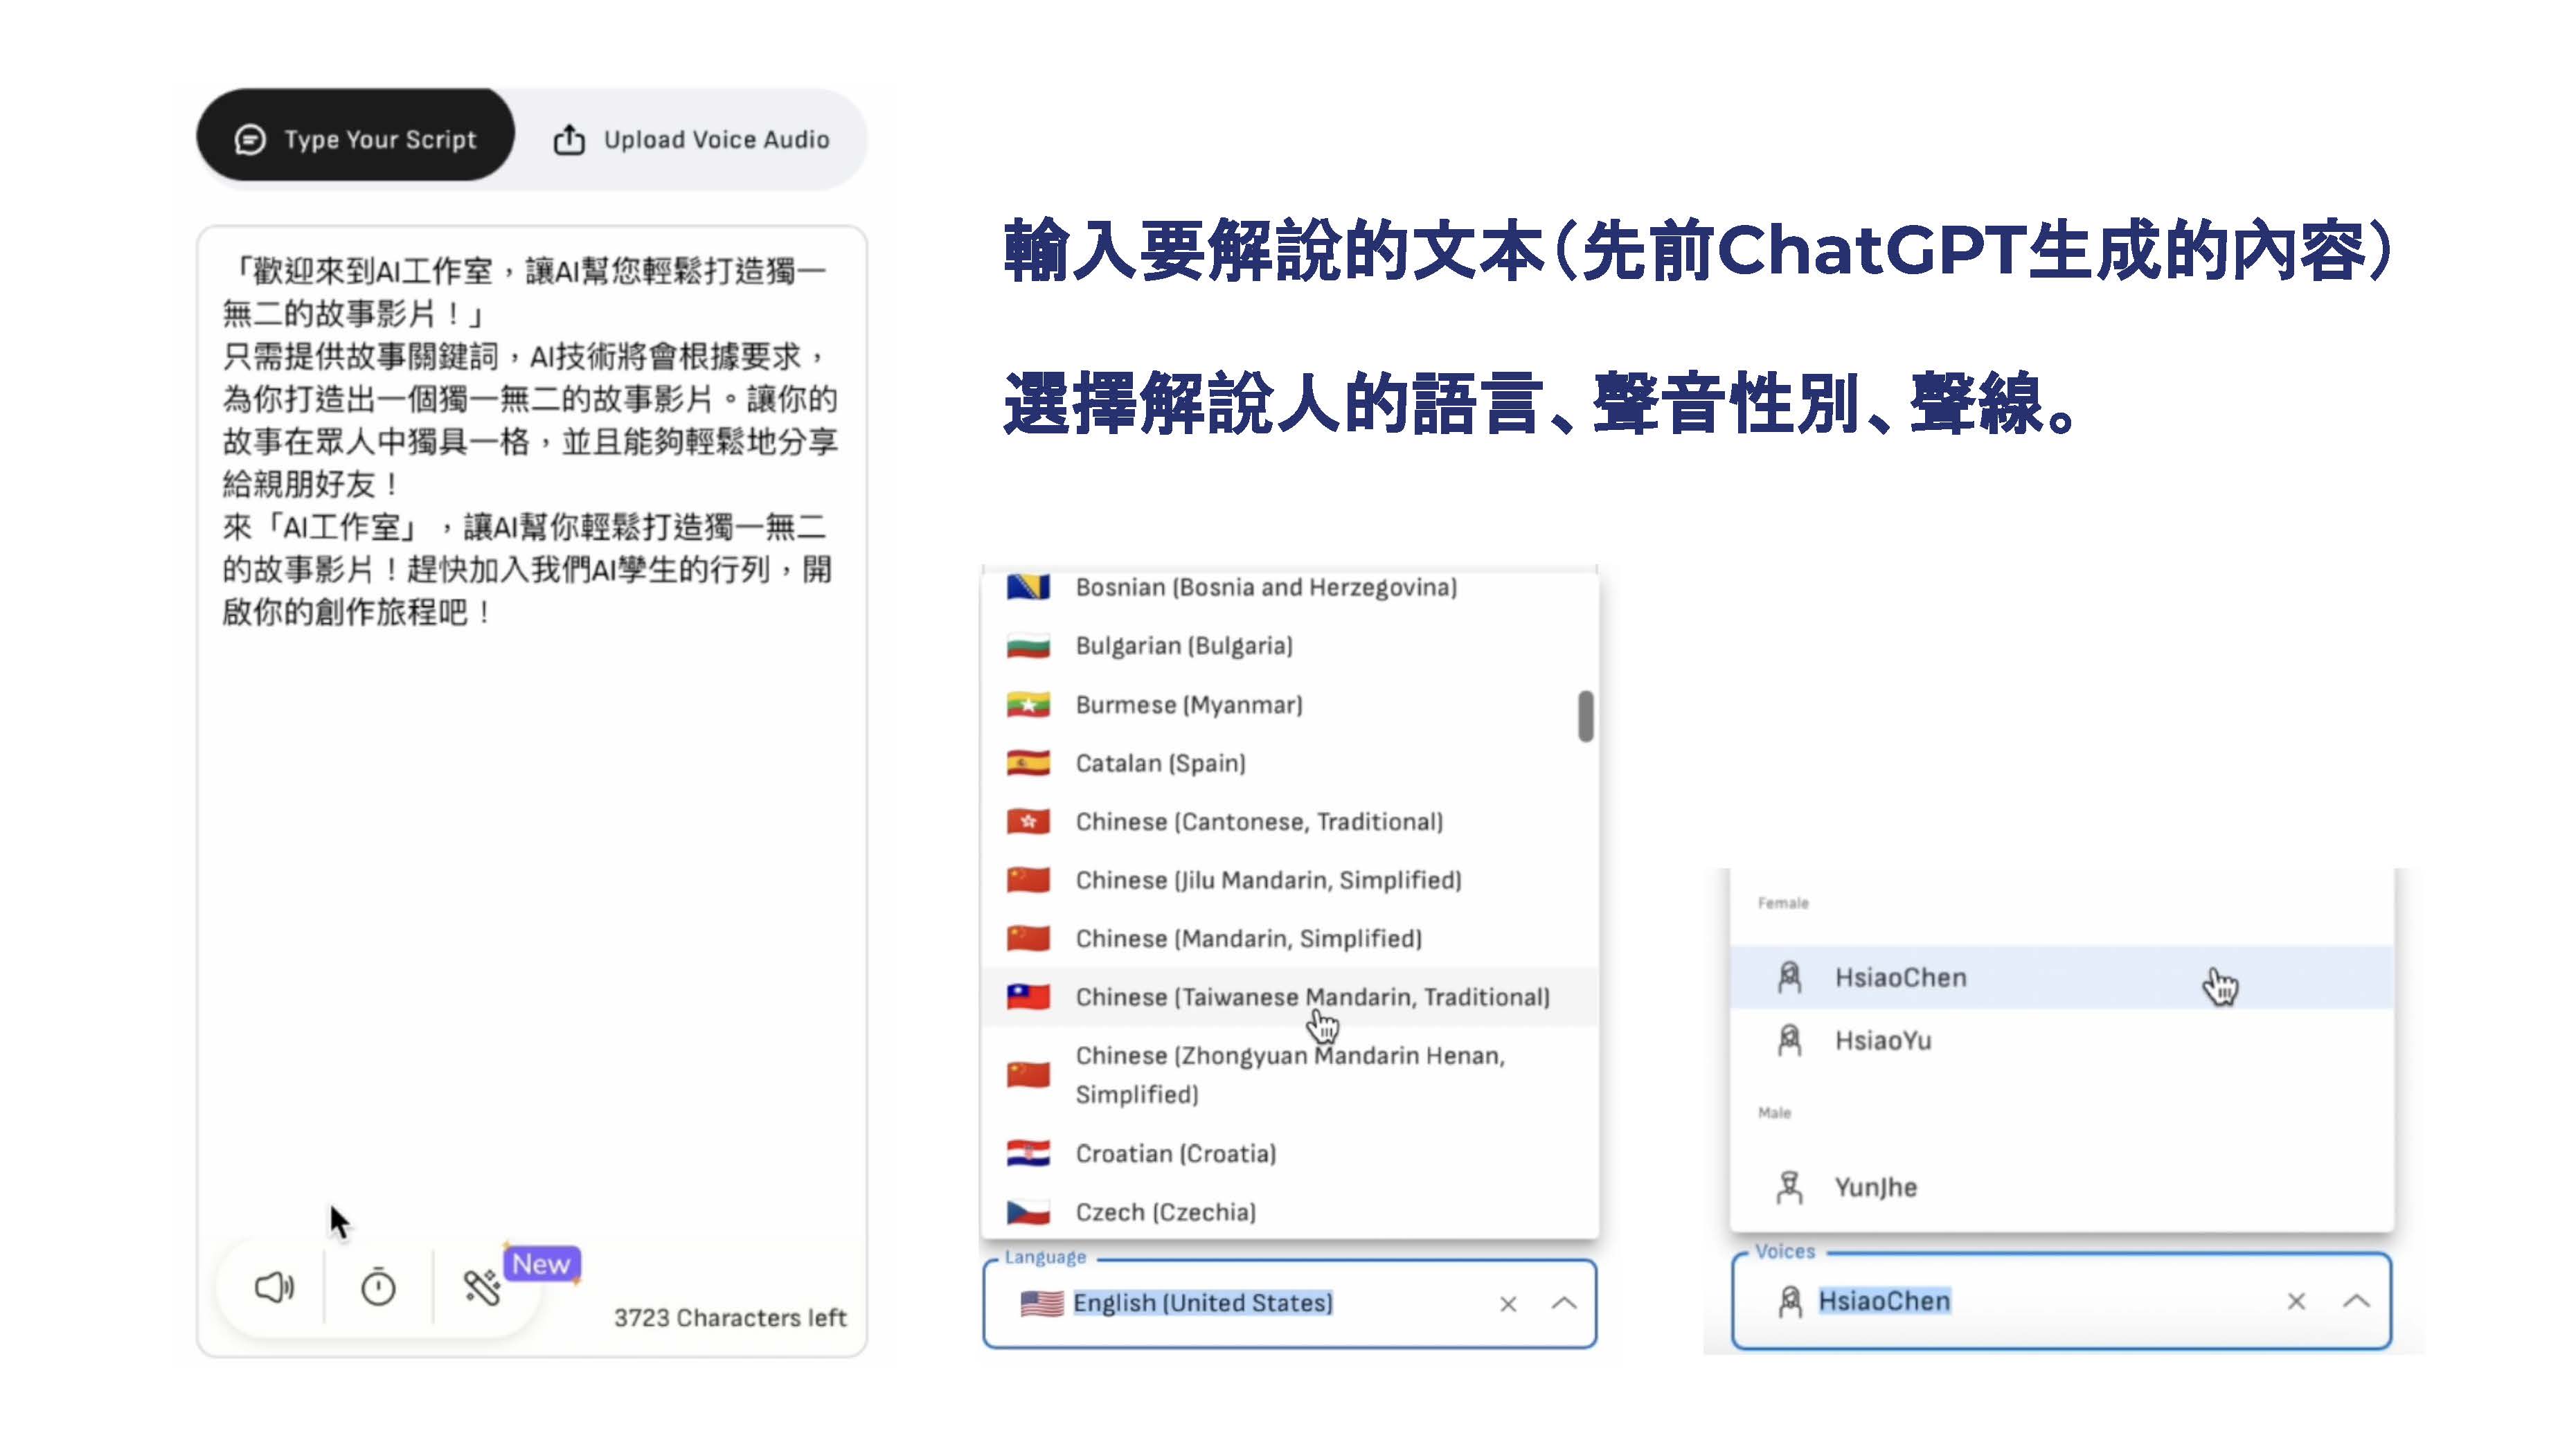 Type Your Script
Upload Voice Audio
「歡迎來到AI工作室，讓AI幫您輕鬆打造獨一
無二的故事影片！」
只需提供故事關鍵詞，AI技術將會根據要求，
為你打造出一個獨一無二的故事影片。讓你的
故事在眾人中獨具一格，並且能夠輕鬆地分享
給親朋好友！
來「AI工作室」，讓AI幫你輕鬆打造獨一無二
的故事影片！趕快加入我們AI孿生的行列，開
啟你的創作旅程吧！
New
3723 Characters left
輸入要解說的文本（先前ChatGPT生成的內容）
選擇解說人的語言、聲音性別、聲線。
Bosnian (Bosnia and Herzegovina)
Bulgarian (Bulgaria)
Burmese (Myanmar)
Catalan (Spain)
Chinese (Cantonese, Traditional)
Chinese (Jilu Mandarin, Simplified)
Chinese (Mandarin, Simplified)
Chinese (Taiwanese Mandarin, Traditional)
Chinese (Zhongyuan Mandarin Henan,
Simplified)
Croatian (Croatia)
Czech (Czechia)
Language
English (United States)
Female
HsiaoChen
HsiaoYu
Male
YunJhe
Voices
HsiaoChen